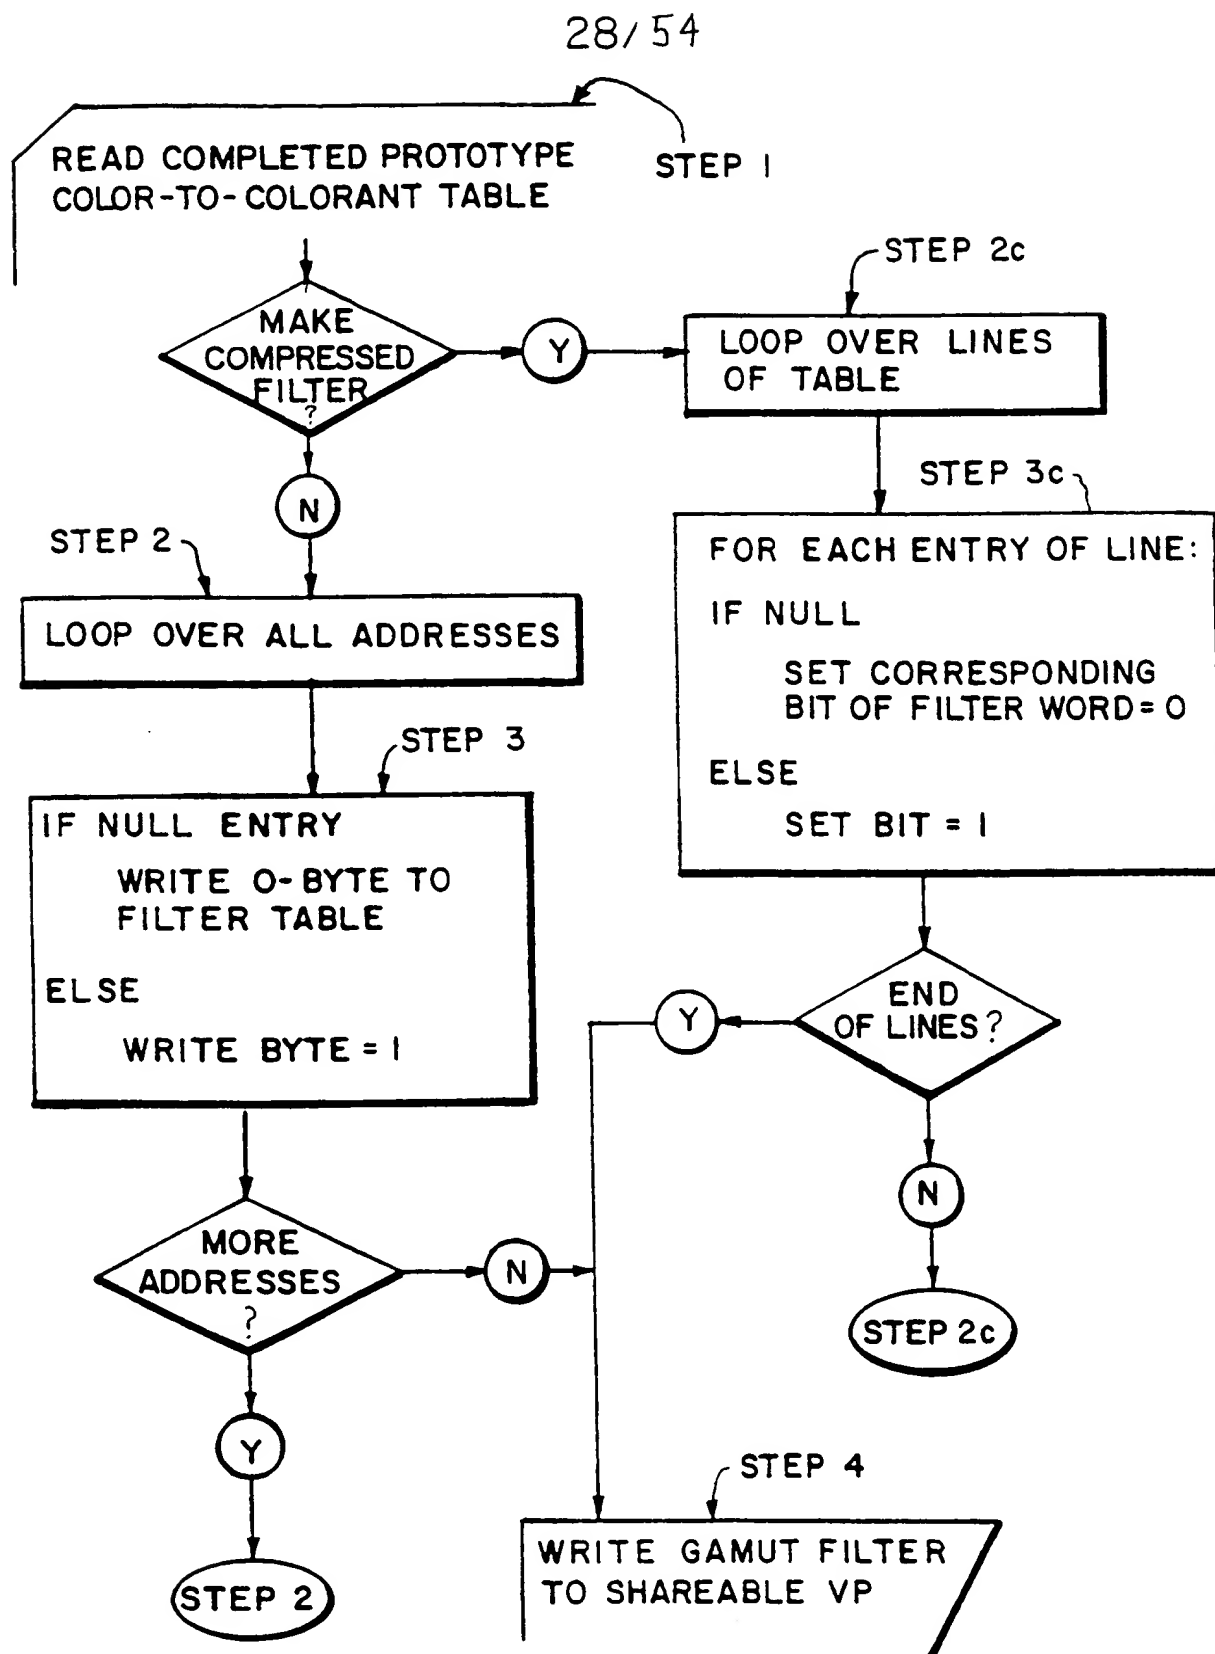 28/54
READ COMPLETED PROTOTYPE
COLOR-TO-COLORANT TABLE
STEP 1
MAKE
COMPRESSED
FILTER
?
Y
STEP 2c
LOOP OVER LINES
OF TABLE
N
STEP 2
LOOP OVER ALL ADDRESSES
STEP 3
IF NULL ENTRY
WRITE 0-BYTE TO
FILTER TABLE
ELSE
WRITE BYTE = 1
STEP 3c
FOR EACH ENTRY OF LINE:
IF NULL
SET CORRESPONDING
BIT OF FILTER WORD = 0
ELSE
SET BIT = 1
END
OF LINES?
Y
N
STEP 2c
MORE
ADDRESSES
?
N
Y
STEP 2
STEP 4
WRITE GAMUT FILTER
TO SHAREABLE VP